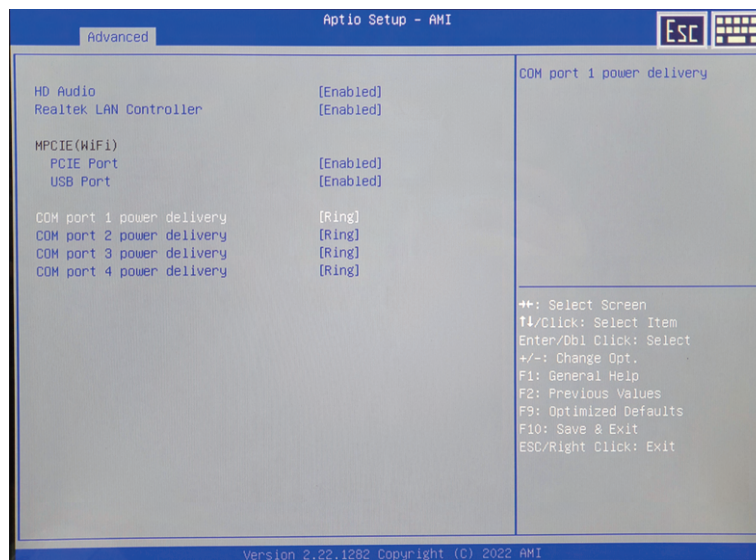 Aptio Setup - AMI
Esc
Advanced
HD Audio [Enabled]
Realtek LAN Controller [Enabled]
MPCIE(WiFi)
PCIE Port [Enabled]
USB Port [Enabled]
COM port 1 power delivery [Ring]
COM port 2 power delivery [Ring]
COM port 3 power delivery [Ring]
COM port 4 power delivery [Ring]
COM port 1 power delivery
→←: Select Screen
↑↓/Click: Select Item
Enter/Dbl Click: Select
+/-: Change Opt.
F1: General Help
F2: Previous Values
F9: Optimized Defaults
F10: Save & Exit
ESC/Right Click: Exit
Version 2.22.1282 Copyright (C) 2022 AMI